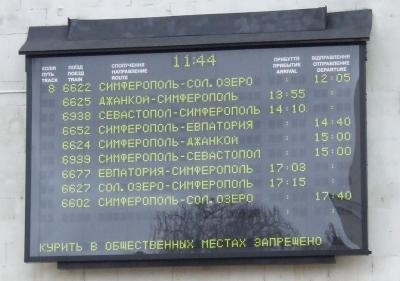 11:44
КОЛІЯ ПОЇЗД СПОЛУЧЕННЯ ПРИБУТТЯ ВІДПРАВЛЕННЯ
ПУТЬ ПОЕЗД НАПРАВЛЕНИЕ ПРИБЫТИЕ ОТПРАВЛЕНИЕ
TRACK TRAIN ROUTE ARRIVAL DEPARTURE
8 6622 СИМФЕРОПОЛЬ-СОЛ.ОЗЕРО 12:05
6625 ДЖАНКОЙ-СИМФЕРОПОЛЬ 13:55
6938 СЕВАСТОПОЛ-СИМФЕРОПОЛЬ 14:10
6652 СИМФЕРОПОЛЬ-ЕВПАТОРИЯ 14:40
6624 СИМФЕРОПОЛЬ-ДЖАНКОЙ 15:00
6939 СИМФЕРОПОЛЬ-СЕВАСТОПОЛ 15:00
6677 ЕВПАТОРИЯ-СИМФЕРОПОЛЬ 17:03
6627 СОЛ.ОЗЕРО-СИМФЕРОПОЛЬ 17:15
6602 СИМФЕРОПОЛЬ-СОЛ.ОЗЕРО 17:40
КУРИТЬ В ОБЩЕСТВЕННЫХ МЕСТАХ ЗАПРЕЩЕНО